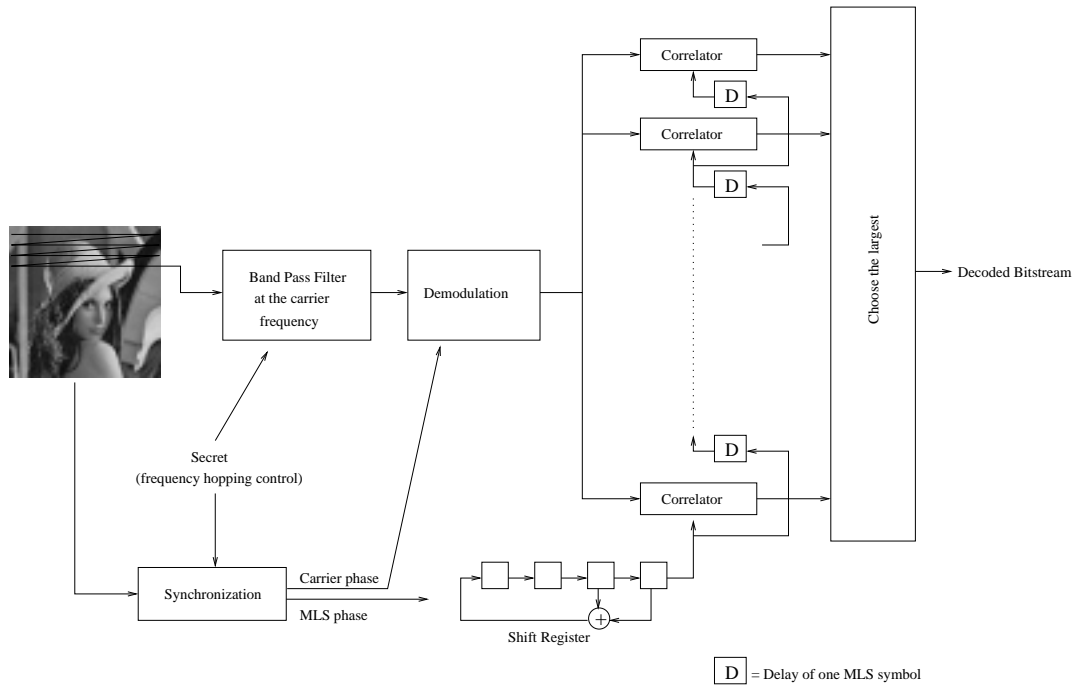 Correlator
D
Correlator
D
Choose the largest
Band Pass Filter
at the carrier
frequency
Demodulation
Decoded Bitstream
D
Secret
(frequency hopping control)
Correlator
Synchronization
Carrier phase
MLS phase
+
Shift Register
D = Delay of one MLS symbol